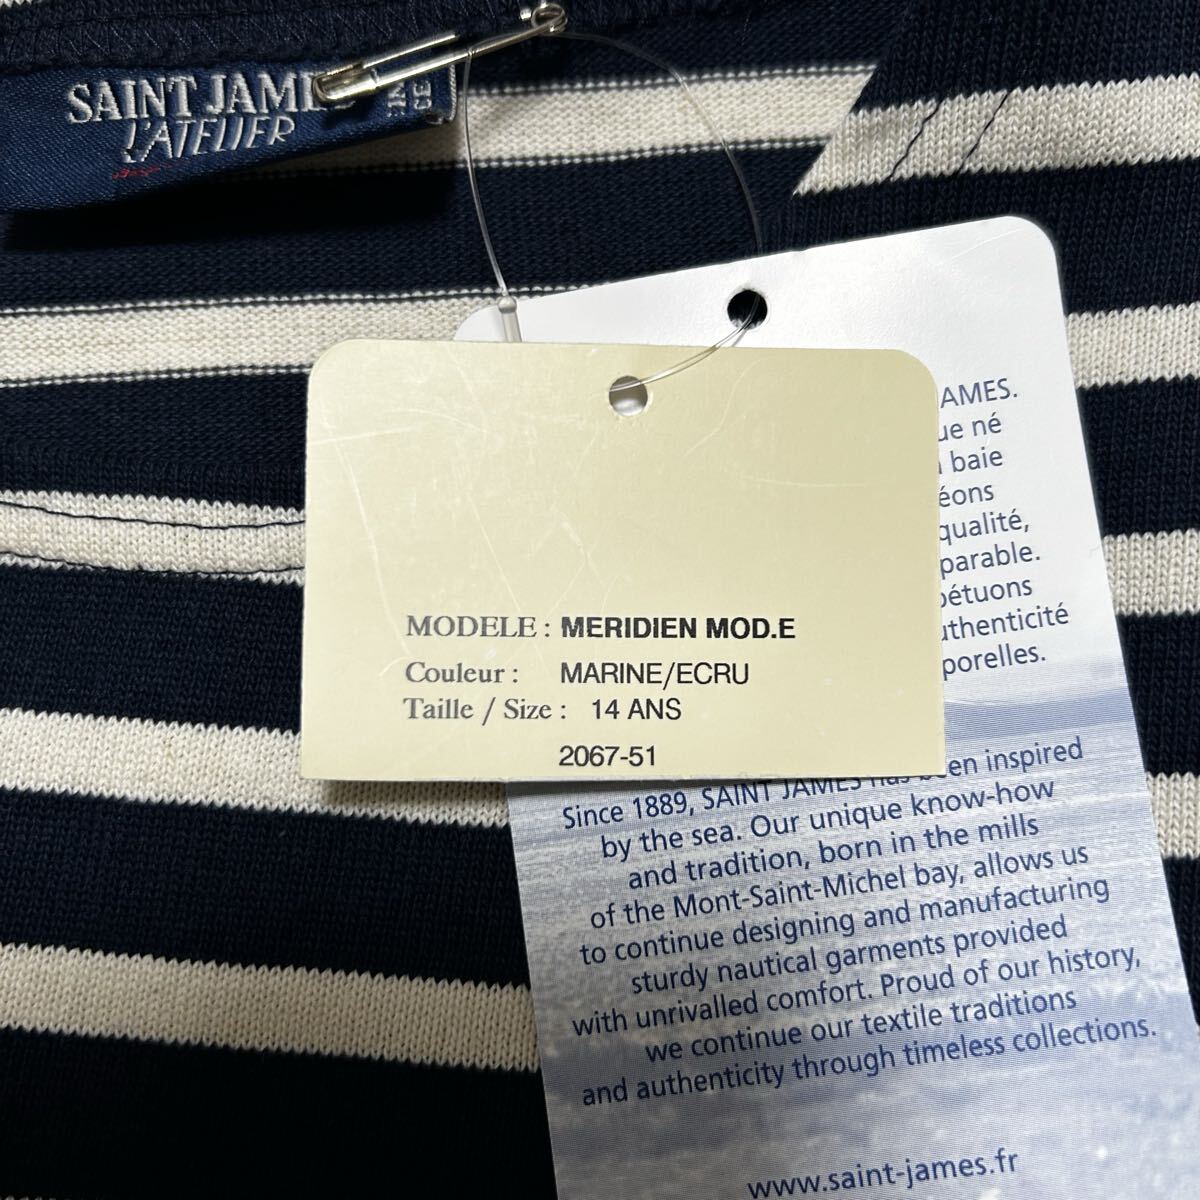 SAINT JAMES
L'ATELIER
MODELE : MERIDIEN MOD.E
Couleur : MARINE/ECRU
Taille / Size : 14 ANS
2067-51
AMES.
ue né
baie
éons
qualité,
parable.
pétuons
uthenticité
porelles.
Since 1889, SAINT JAMES has been inspired
by the sea. Our unique know-how
and tradition, born in the mills
of the Mont-Saint-Michel bay, allows us
to continue designing and manufacturing
sturdy nautical garments provided
with unrivalled comfort. Proud of our history,
we continue our textile traditions
and authenticity through timeless collections.
www.saint-james.fr